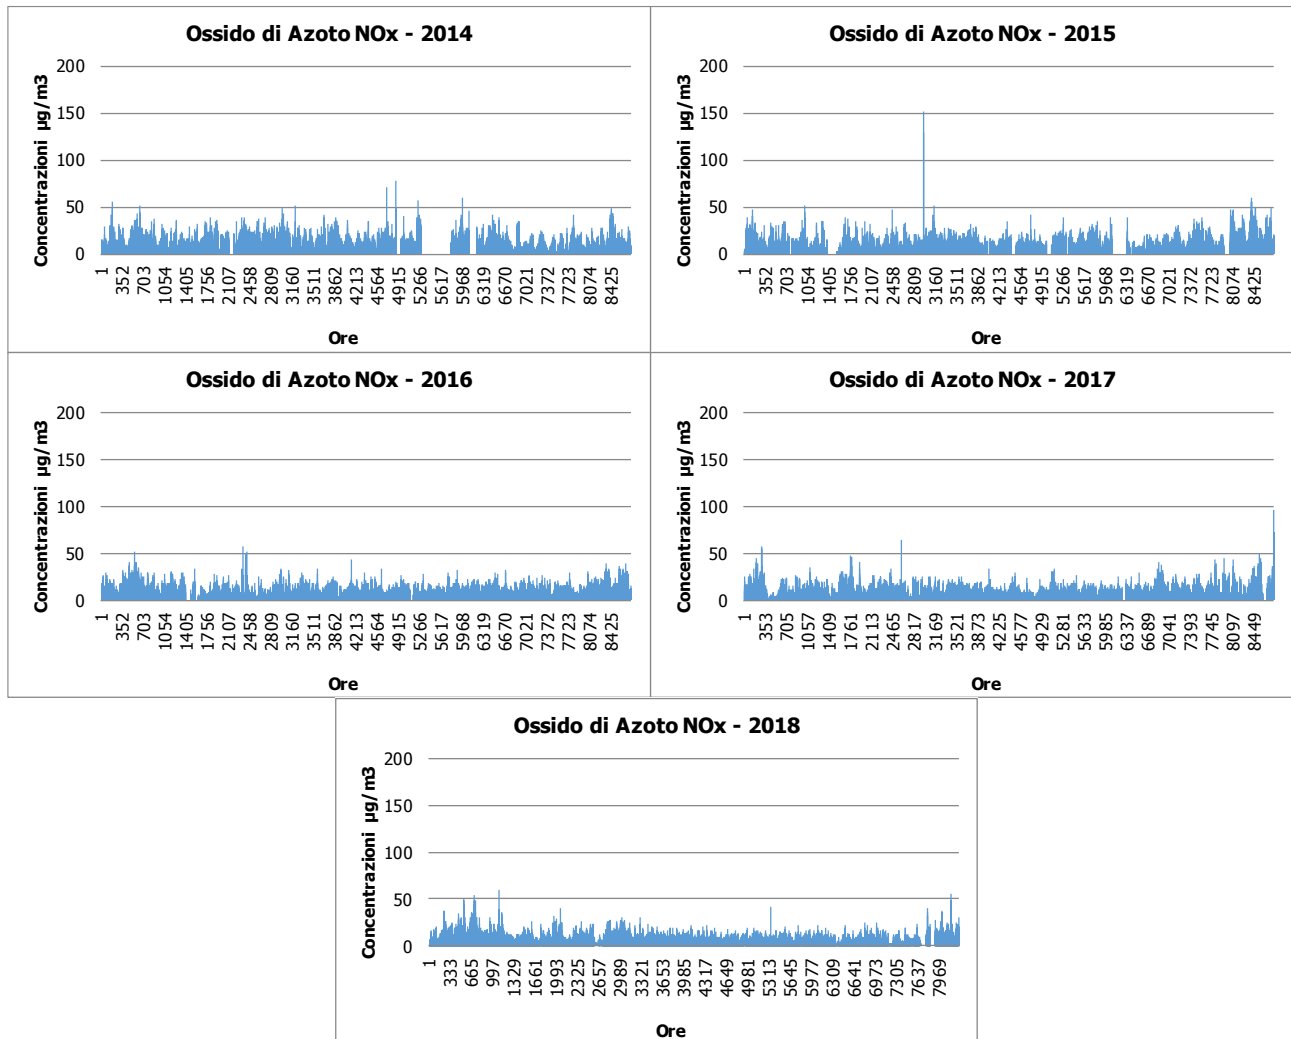 Ossido di Azoto NOx - 2014
Concentrazioni µg/m3
200
150
100
50
0
1 352 703 1054 1405 1756 2107 2458 2809 3160 3511 3862 4213 4564 4915 5266 5617 5968 6319 6670 7021 7372 7723 8074 8425
Ore
Ossido di Azoto NOx - 2015
Concentrazioni µg/m3
200
150
100
50
0
1 352 703 1054 1405 1756 2107 2458 2809 3160 3511 3862 4213 4564 4915 5266 5617 5968 6319 6670 7021 7372 7723 8074 8425
Ore
Ossido di Azoto NOx - 2016
Concentrazioni µg/m3
200
150
100
50
0
1 352 703 1054 1405 1756 2107 2458 2809 3160 3511 3862 4213 4564 4915 5266 5617 5968 6319 6670 7021 7372 7723 8074 8425
Ore
Ossido di Azoto NOx - 2017
Concentrazioni µg/m3
200
150
100
50
0
1 353 705 1057 1409 1761 2113 2465 2817 3169 3521 3873 4225 4577 4929 5281 5633 5985 6337 6689 7041 7393 7745 8097 8449
Ore
Ossido di Azoto NOx - 2018
Concentrazioni µg/m3
200
150
100
50
0
1 333 665 997 1329 1661 1993 2325 2657 2989 3321 3653 3985 4317 4649 4981 5313 5645 5977 6309 6641 6973 7305 7637 7969
Ore